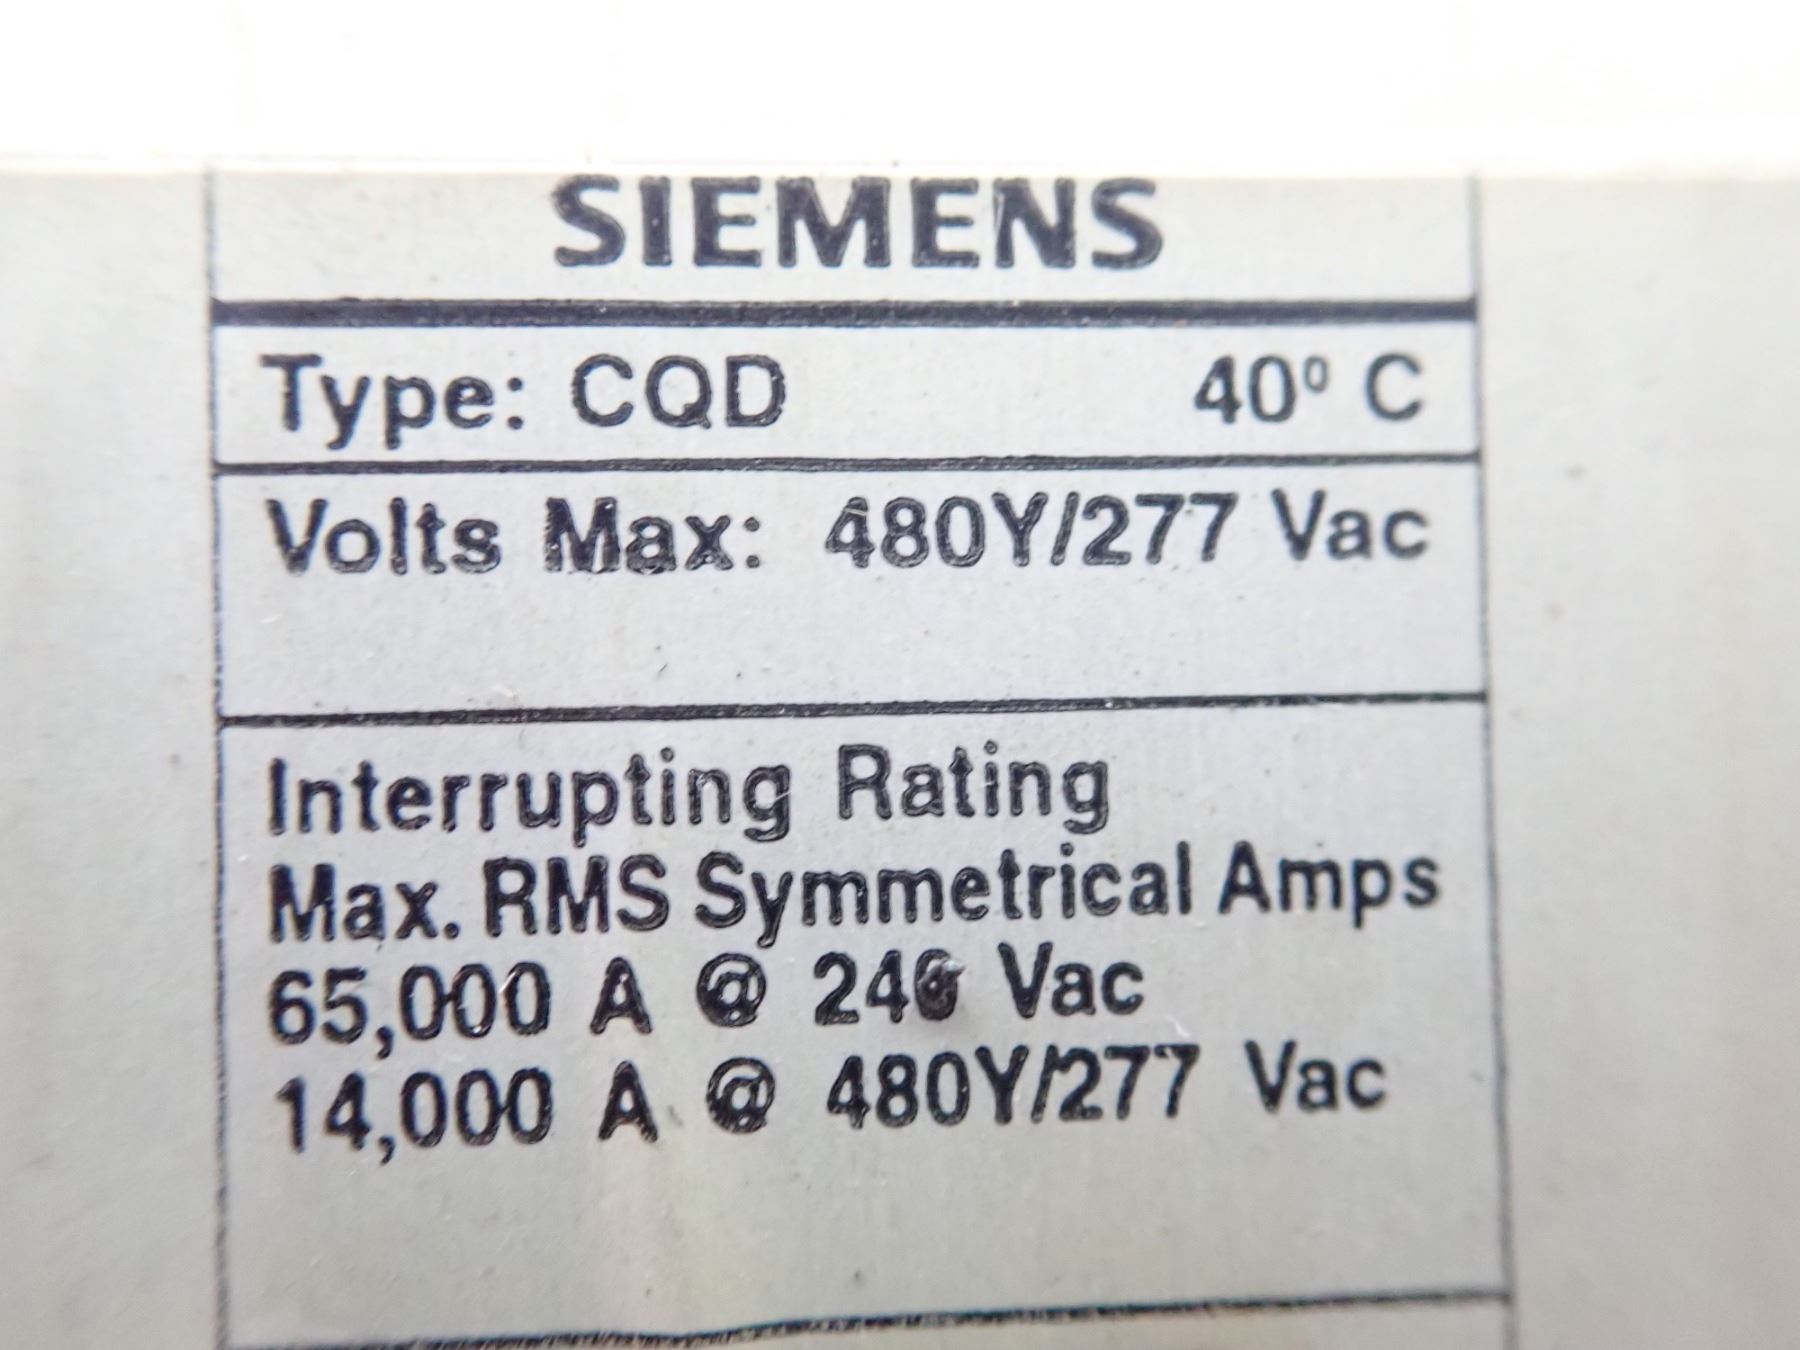 SIEMENS
Type: CQD 40° C
Volts Max: 480Y/277 Vac
Interrupting Rating
Max. RMS Symmetrical Amps
65,000 A @ 240 Vac
14,000 A @ 480Y/277 Vac